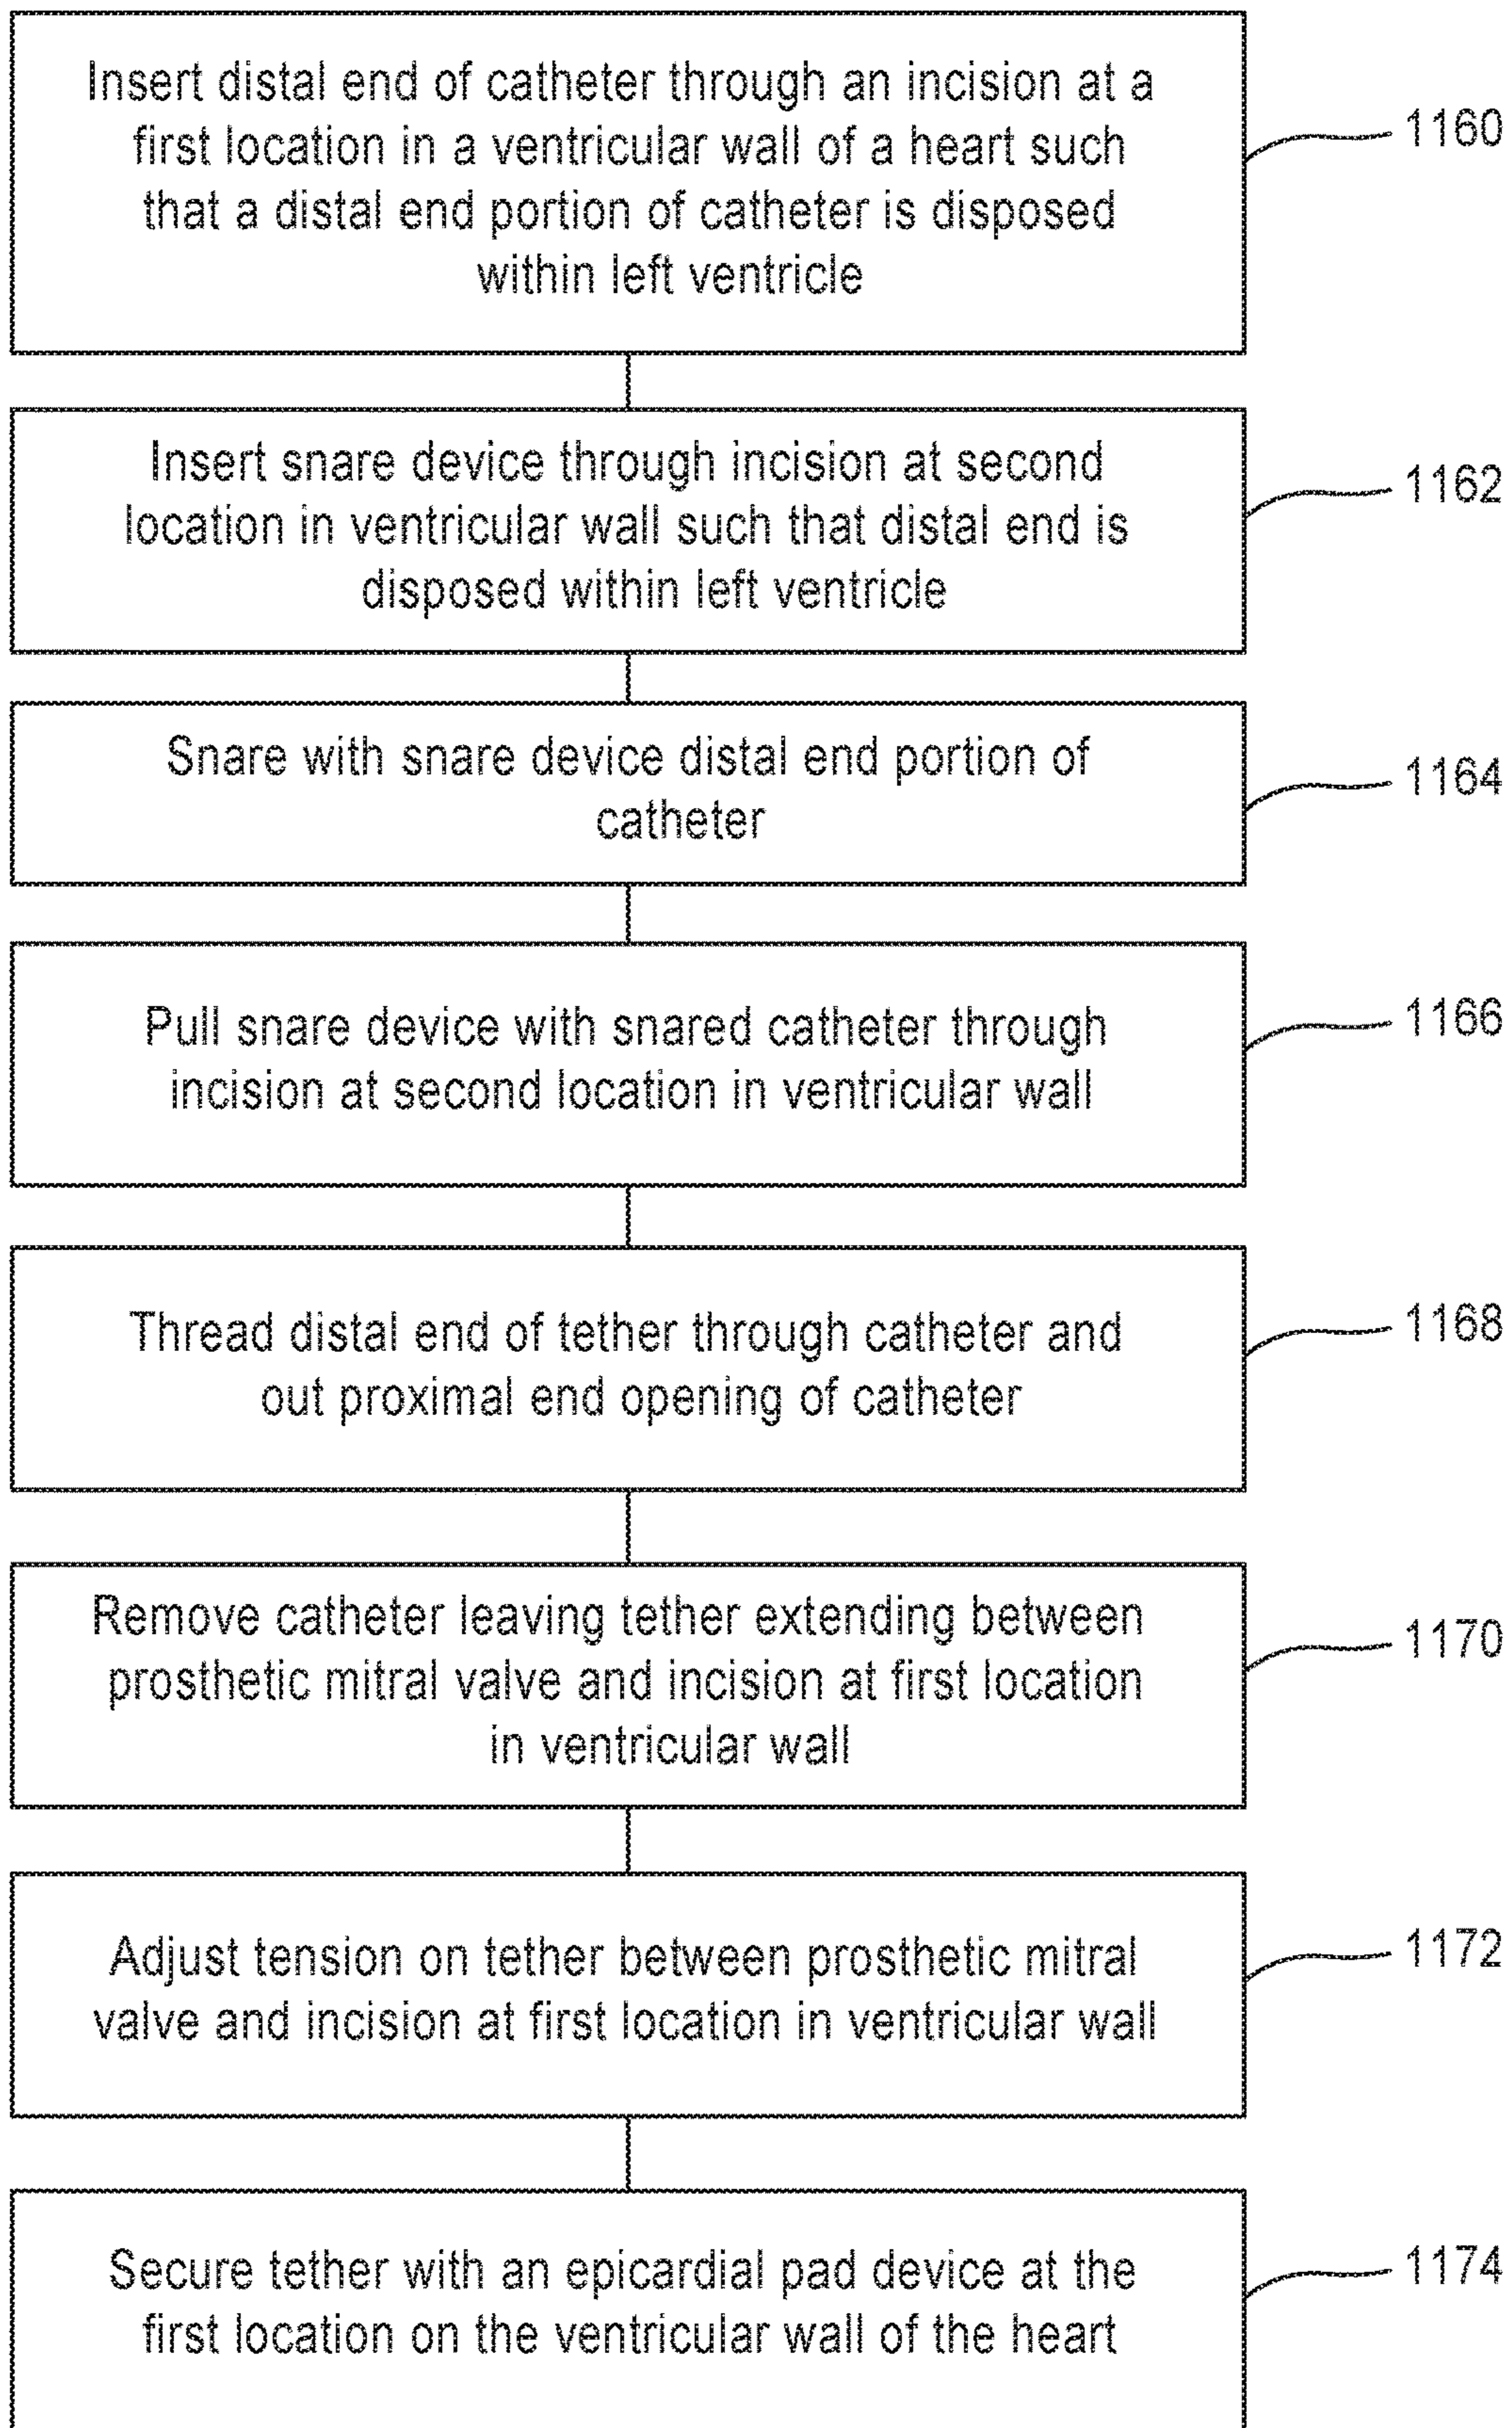 Insert distal end of catheter through an incision at a
first location in a ventricular wall of a heart such
that a distal end portion of catheter is disposed
within left ventricle
1160
Insert snare device through incision at second
location in ventricular wall such that distal end is
disposed within left ventricle
1162
Snare with snare device distal end portion of
catheter
1164
Pull snare device with snared catheter through
incision at second location in ventricular wall
1166
Thread distal end of tether through catheter and
out proximal end opening of catheter
1168
Remove catheter leaving tether extending between
prosthetic mitral valve and incision at first location
in ventricular wall
1170
Adjust tension on tether between prosthetic mitral
valve and incision at first location in ventricular wall
1172
Secure tether with an epicardial pad device at the
first location on the ventricular wall of the heart
1174